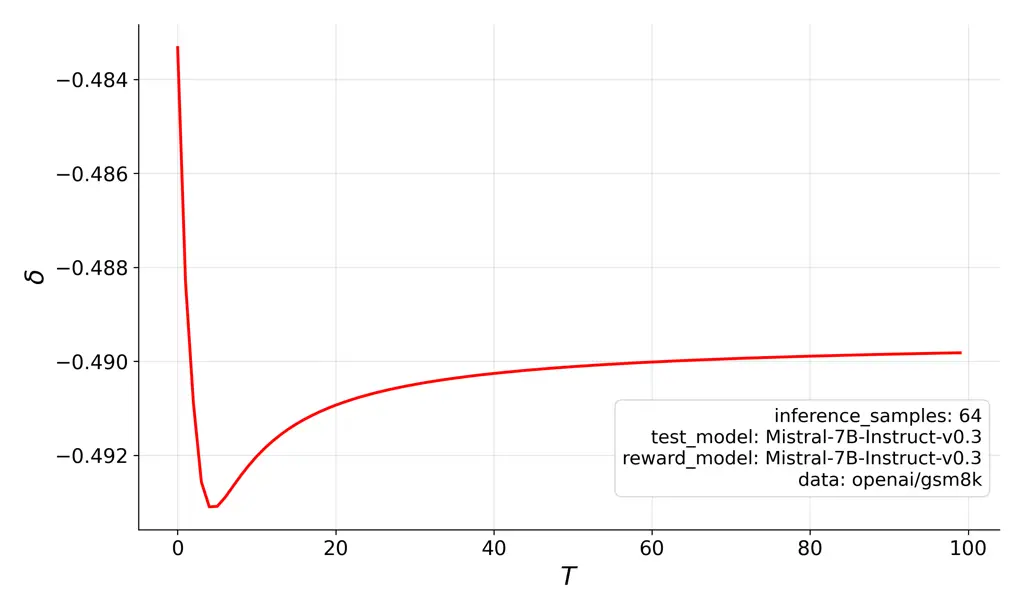 −0.484
−0.486
−0.488
−0.490
−0.492
δ
0
20
40
60
80
100
T
inference_samples: 64
test_model: Mistral-7B-Instruct-v0.3
reward_model: Mistral-7B-Instruct-v0.3
data: openai/gsm8k